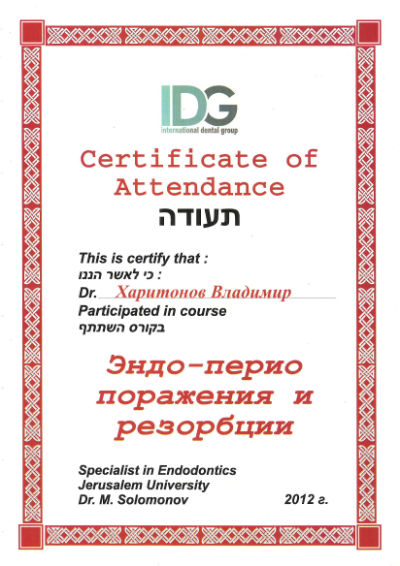 IDG
international dental group
Certificate of
Attendance
תעודה
This is certify that :
כי לאשר הננו :
Dr. Харитонов Владимир
Participated in course
בקורס השתתף
Эндо-перио
поражения и
резорбции
Specialist in Endodontics
Jerusalem University
Dr. M. Solomonov 2012 г.